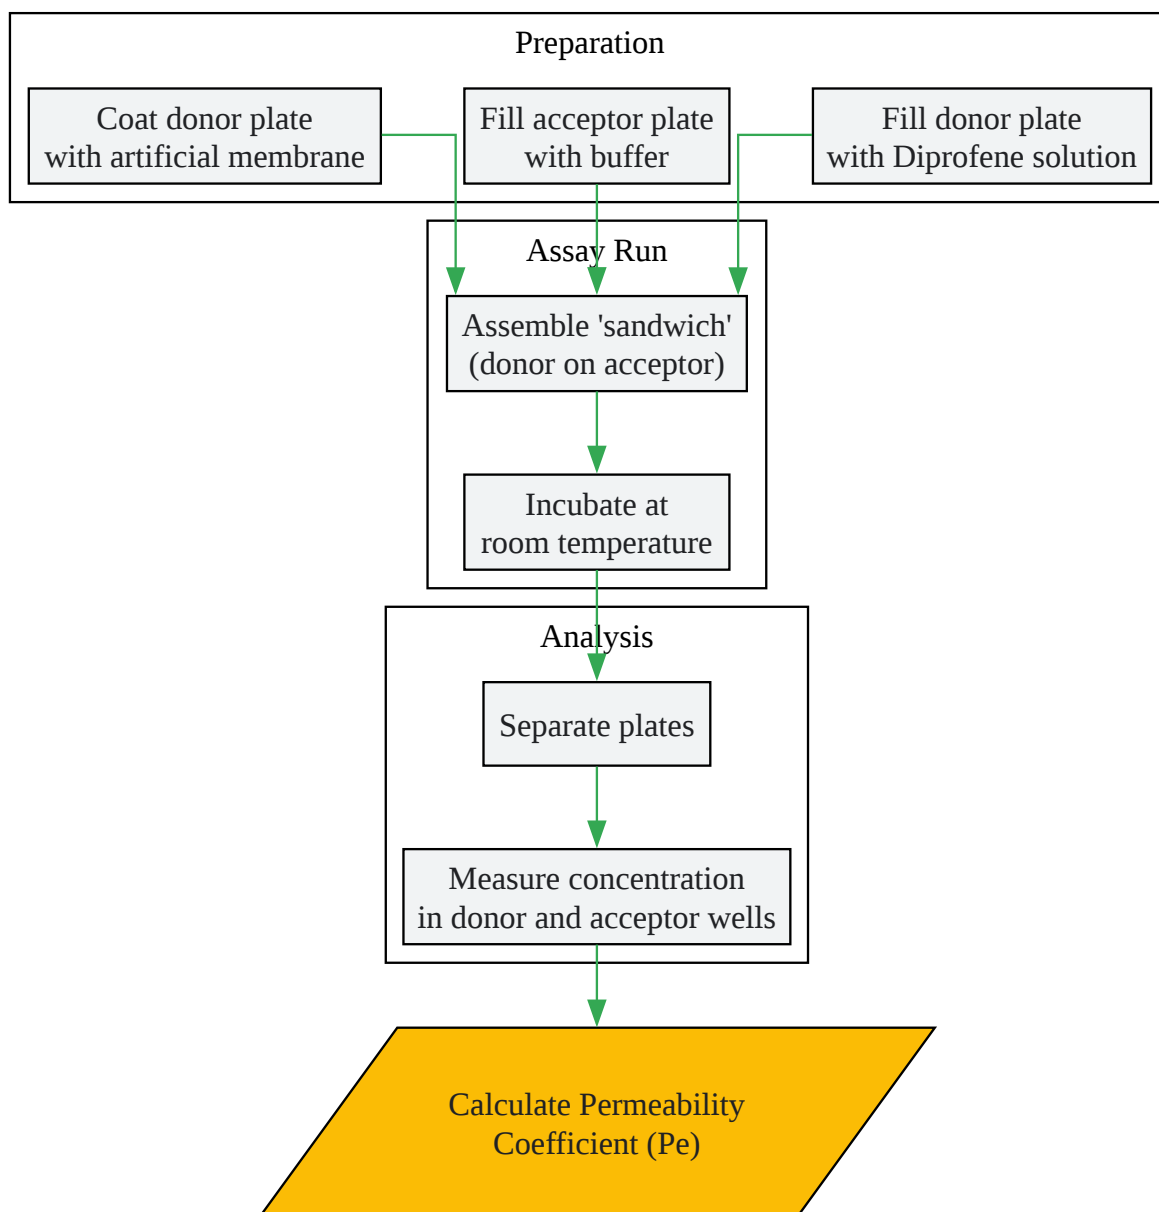 Preparation
Coat donor plate
with artificial membrane
Fill acceptor plate
with buffer
Fill donor plate
with Diprofene solution
Assay Run
Assemble 'sandwich'
(donor on acceptor)
Incubate at
room temperature
Analysis
Separate plates
Measure concentration
in donor and acceptor wells
Calculate Permeability
Coefficient (Pe)